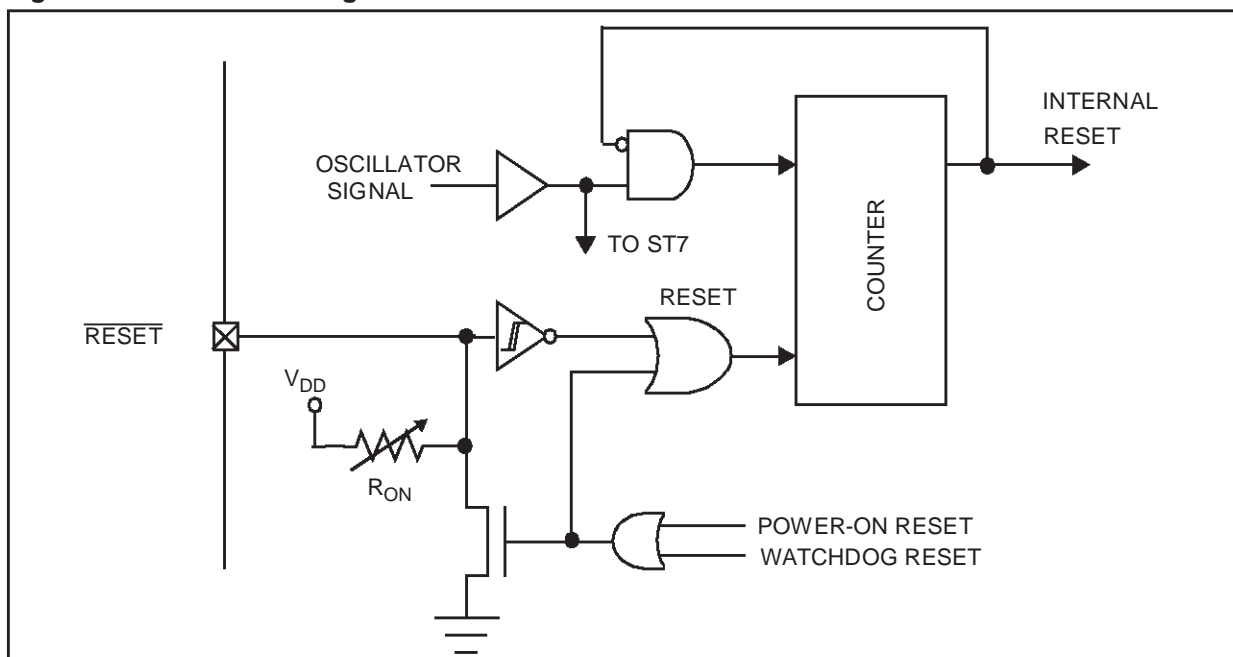 OSCILLATOR
SIGNAL
TO ST7
COUNTER
INTERNAL
RESET
RESET
RESET
VDD
RON
POWER-ON RESET
WATCHDOG RESET